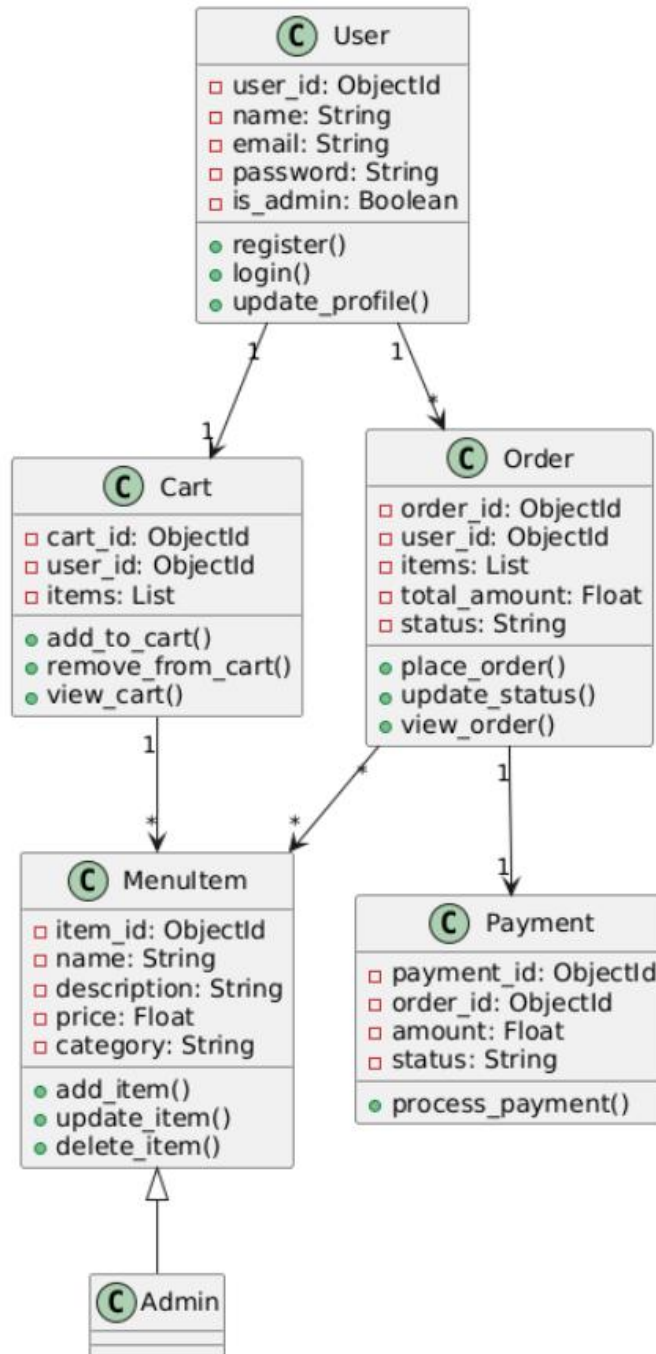 C User
user_id: ObjectId
name: String
email: String
password: String
is_admin: Boolean
register()
login()
update_profile()
1
1
1
*
C Cart
cart_id: ObjectId
user_id: ObjectId
items: List
add_to_cart()
remove_from_cart()
view_cart()
C Order
order_id: ObjectId
user_id: ObjectId
items: List
total_amount: Float
status: String
place_order()
update_status()
view_order()
1
*
*
*
1
1
C MenuItem
item_id: ObjectId
name: String
description: String
price: Float
category: String
add_item()
update_item()
delete_item()
C Payment
payment_id: ObjectId
order_id: ObjectId
amount: Float
status: String
process_payment()
C Admin